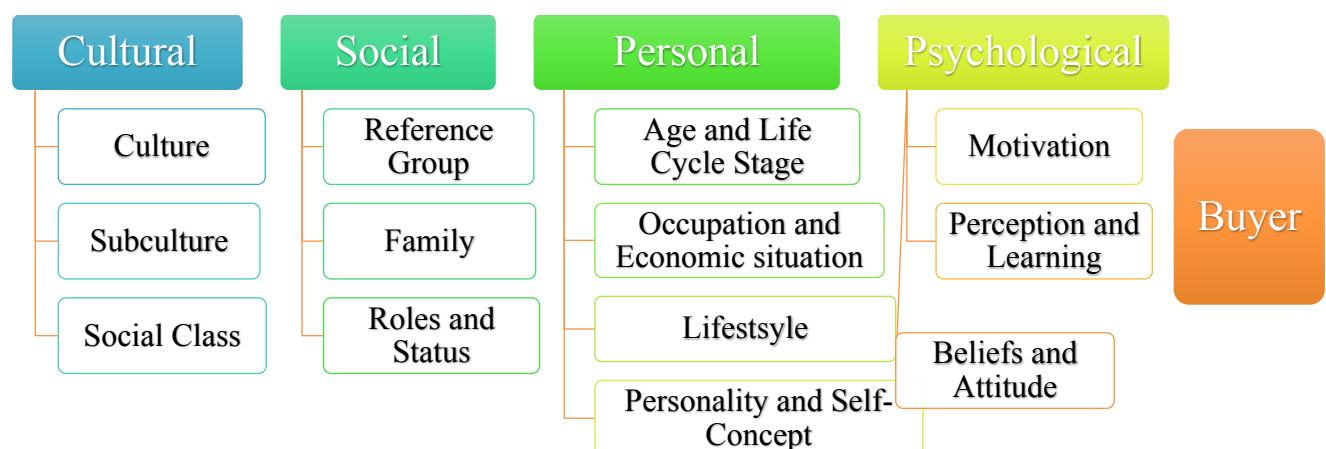 Cultural
Culture
Subculture
Social Class
Social
Reference
Group
Family
Roles and
Status
Personal
Age and Life
Cycle Stage
Occupation and
Economic situation
Lifestsyle
Personality and Self-
Concept
Psychological
Motivation
Perception and
Learning
Beliefs and
Attitude
Buyer